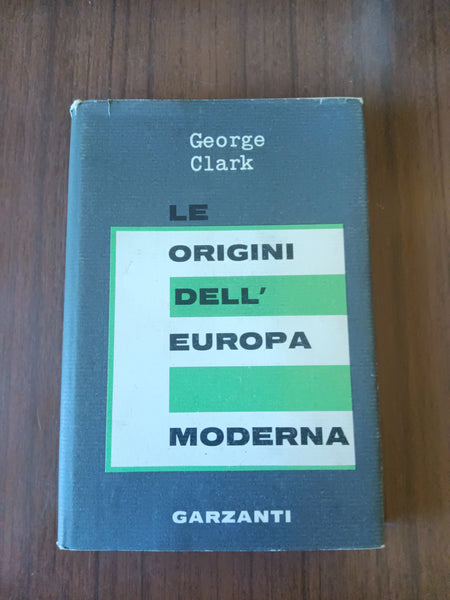 George
Clark
LE
ORIGINI
DELL'
EUROPA
MODERNA
GARZANTI